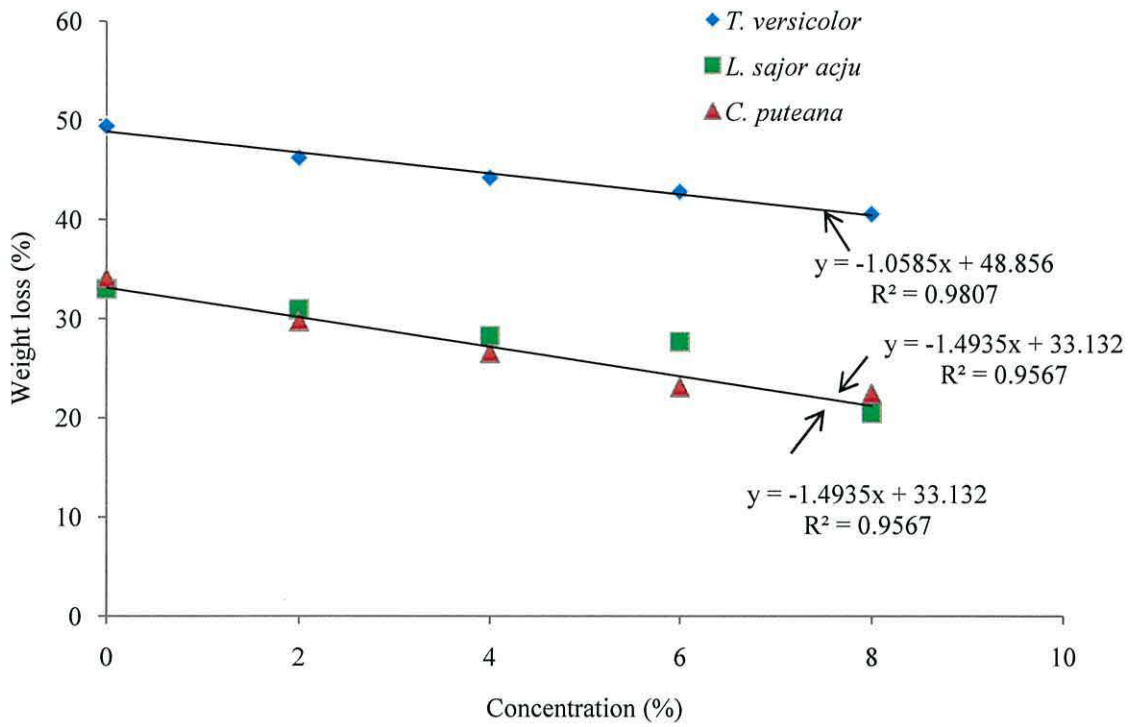 60
50
40
30
20
10
0
Weight loss (%)
T. versicolor
L. sajor acju
C. puteana
y = -1.0585x + 48.856
R² = 0.9807
y = -1.4935x + 33.132
R² = 0.9567
y = -1.4935x + 33.132
R² = 0.9567
0 2 4 6 8 10
Concentration (%)